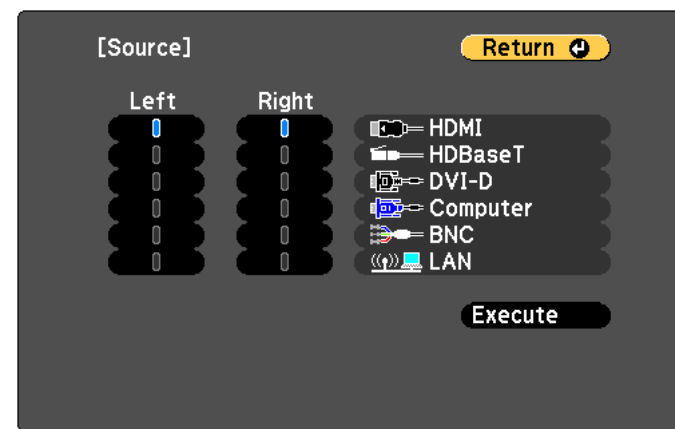 [Source]
Return
Left Right
HDMI
HDBaseT
DVI-D
Computer
BNC
LAN
Execute